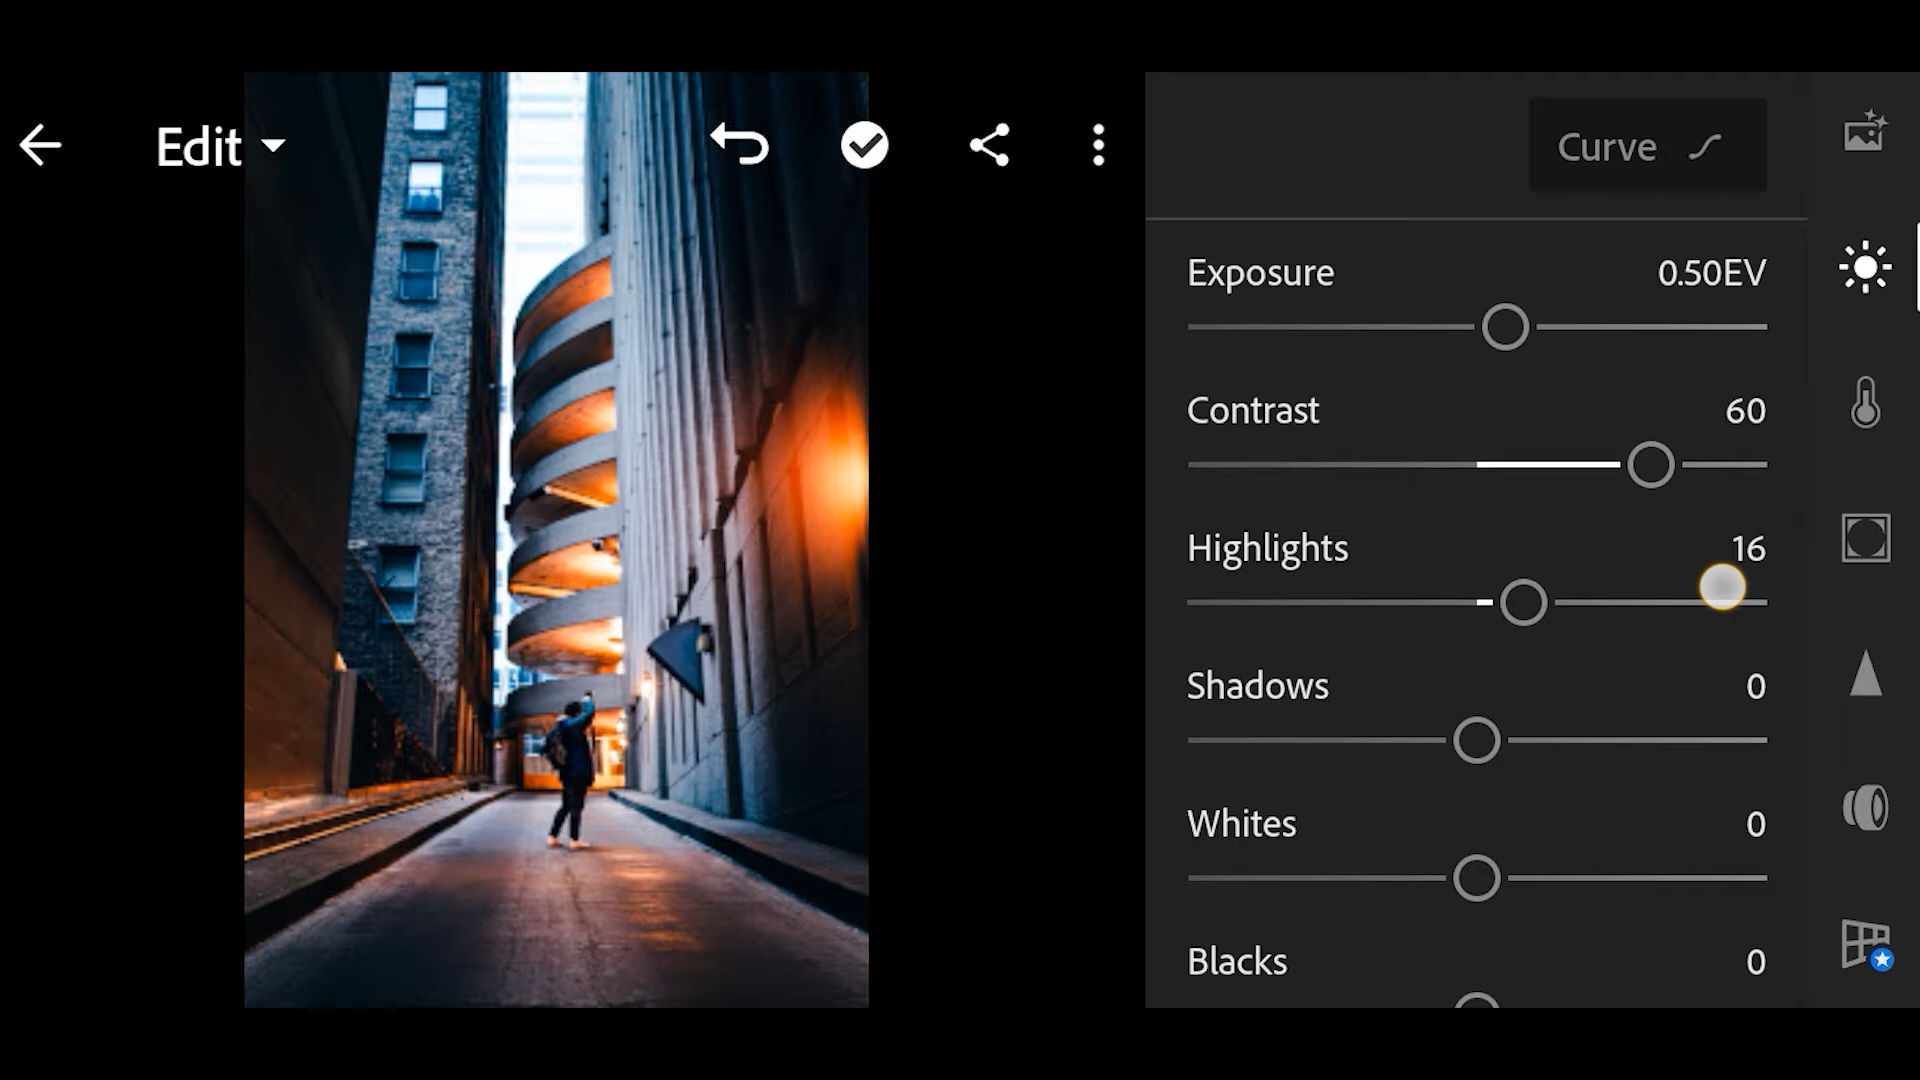 Edit
Curve
Exposure 0.50EV
Contrast 60
Highlights 16
Shadows 0
Whites 0
Blacks 0